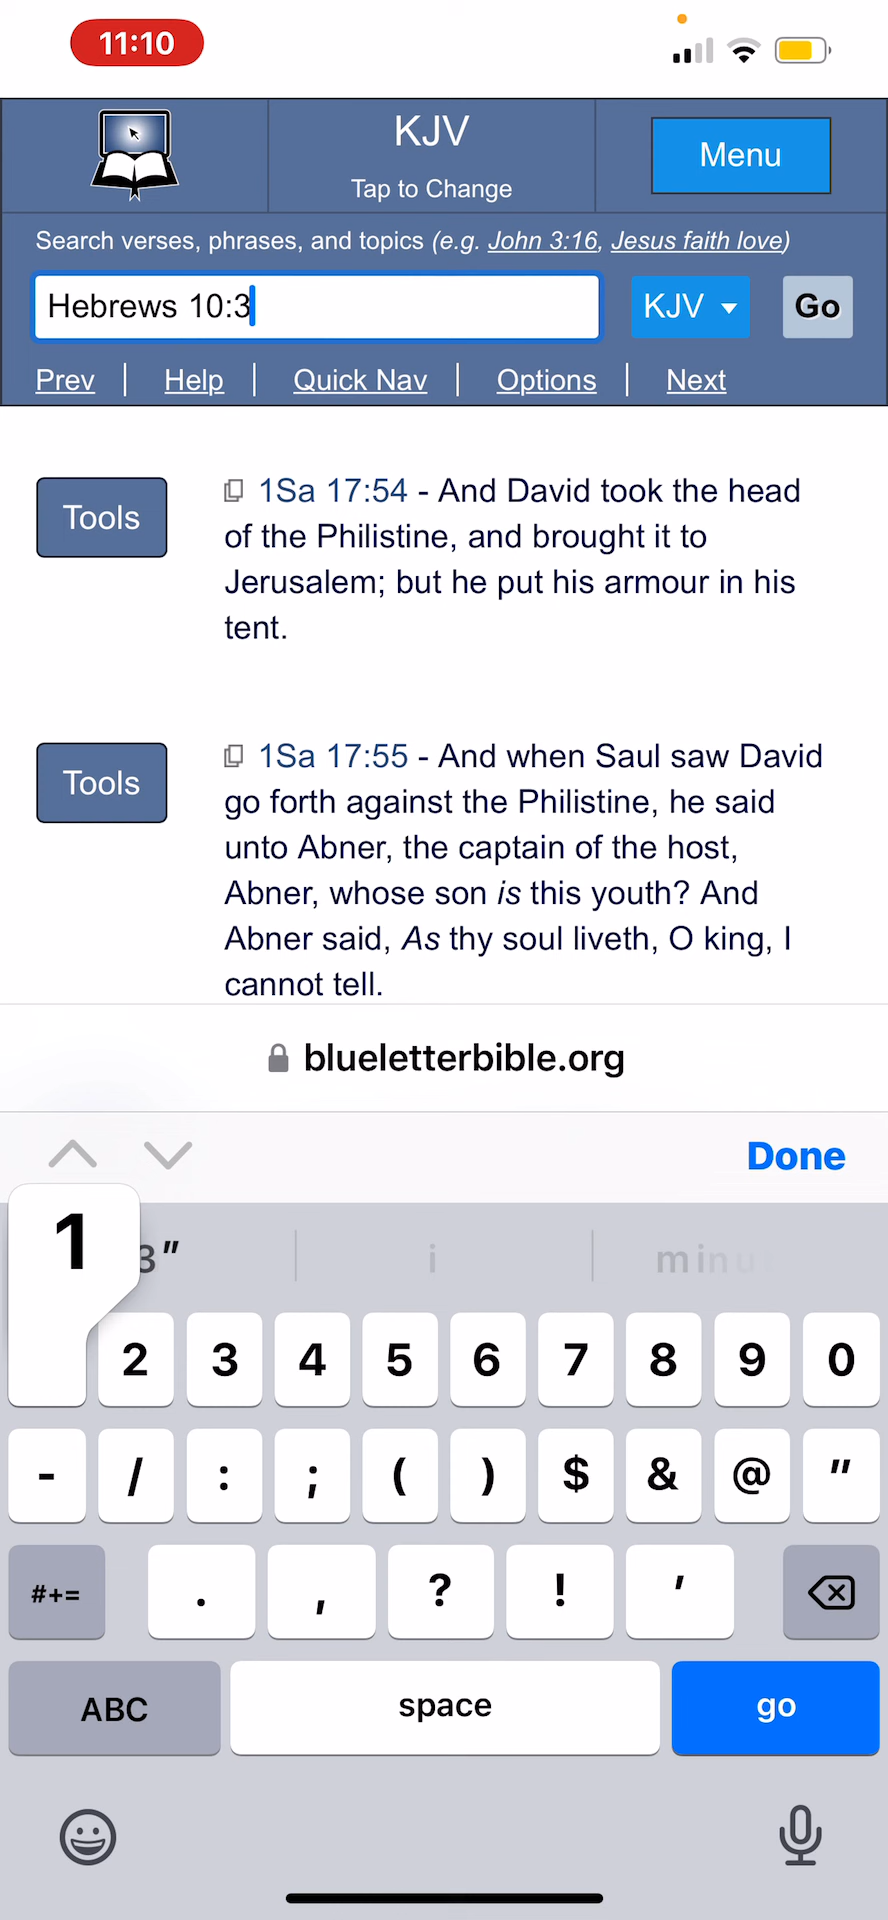 11:10
KJV
Tap to Change
Menu
Search verses, phrases, and topics (e.g. John 3:16, Jesus faith love)
Hebrews 10:3
KJV
Go
Prev | Help | Quick Nav | Options | Next
Tools
1Sa 17:54 - And David took the head
of the Philistine, and brought it to
Jerusalem; but he put his armour in his
tent.
Tools
1Sa 17:55 - And when Saul saw David
go forth against the Philistine, he said
unto Abner, the captain of the host,
Abner, whose son is this youth? And
Abner said, As thy soul liveth, O king, I
cannot tell.
blueletterbible.org
Done
1
3" i
2 3 4 5 6 7 8 9 0
- / : ; ( ) $ & @ "
#+= . , ? ! '
ABC space go